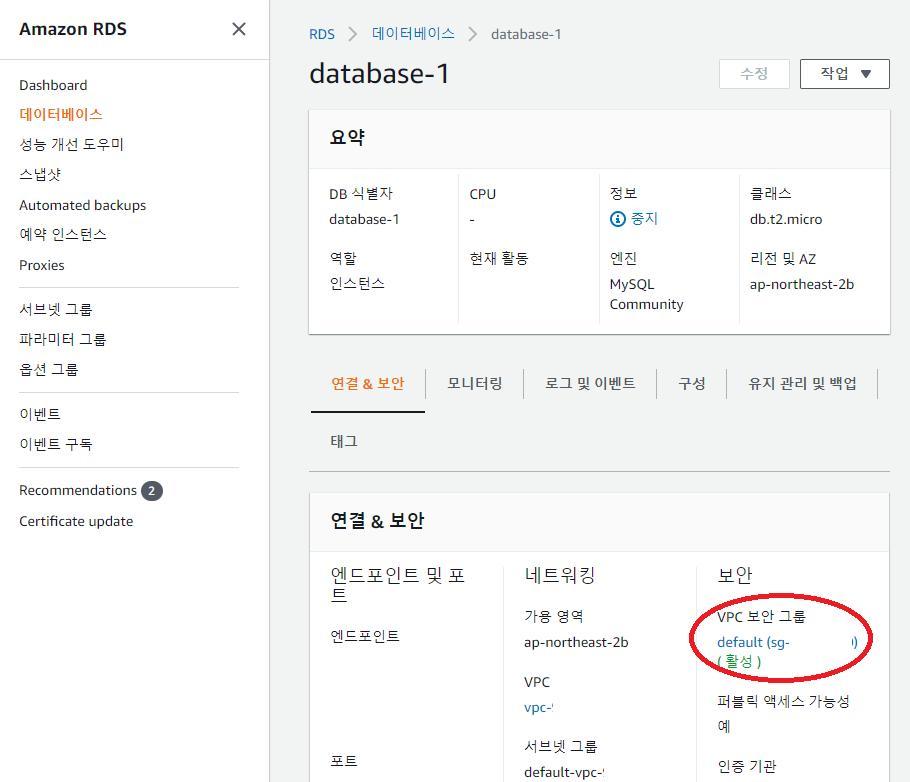 Amazon RDS
Dashboard
데이터베이스
성능 개선 도우미
스냅샷
Automated backups
예약 인스턴스
Proxies
서브넷 그룹
파라미터 그룹
옵션 그룹
이벤트
이벤트 구독
Recommendations 2
Certificate update
RDS > 데이터베이스 > database-1
database-1
수정
작업
요약
DB 식별자
database-1
CPU
-
정보
중지
클래스
db.t2.micro
역할
인스턴스
현재 활동
엔진
MySQL
Community
리전 및 AZ
ap-northeast-2b
연결 & 보안
모니터링
로그 및 이벤트
구성
유지 관리 및 백업
태그
연결 & 보안
엔드포인트 및 포
트
엔드포인트
포트
네트워킹
가용 영역
ap-northeast-2b
VPC
vpc-
서브넷 그룹
default-vpc-
보안
VPC 보안 그룹
default (sg- )
( 활성 )
퍼블릭 액세스 가능성
예
인증 기관